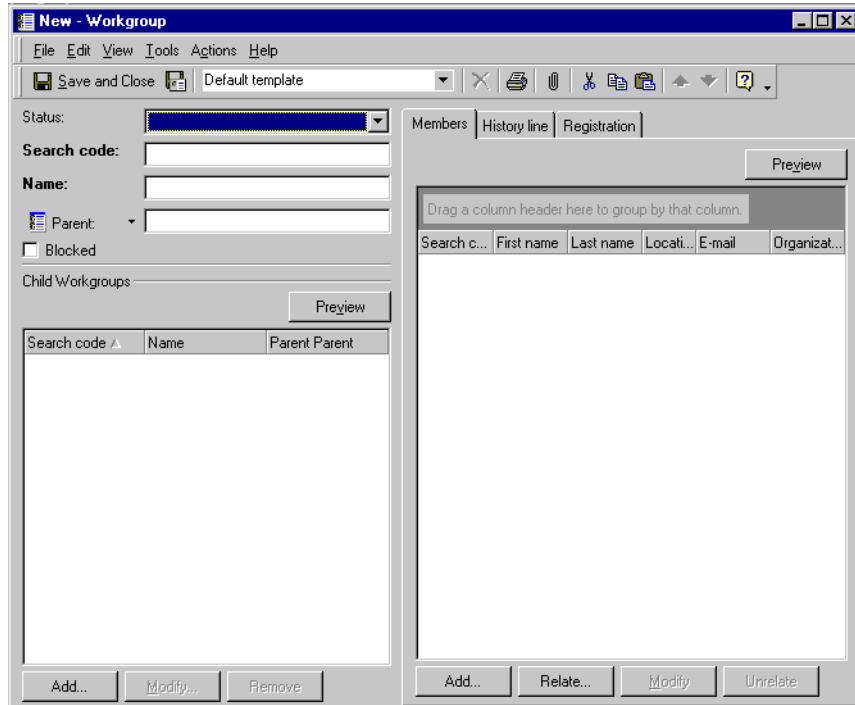 New - Workgroup
File Edit View Tools Actions Help
Save and Close Default template
Status:
Search code:
Name:
Parent:
Blocked
Child Workgroups
Preview
Search code Name Parent Parent
Add... Modify... Remove
Members History line Registration
Preview
Drag a column header here to group by that column.
Search c... First name Last name Locati... E-mail Organizat...
Add... Relate... Modify Unrelate